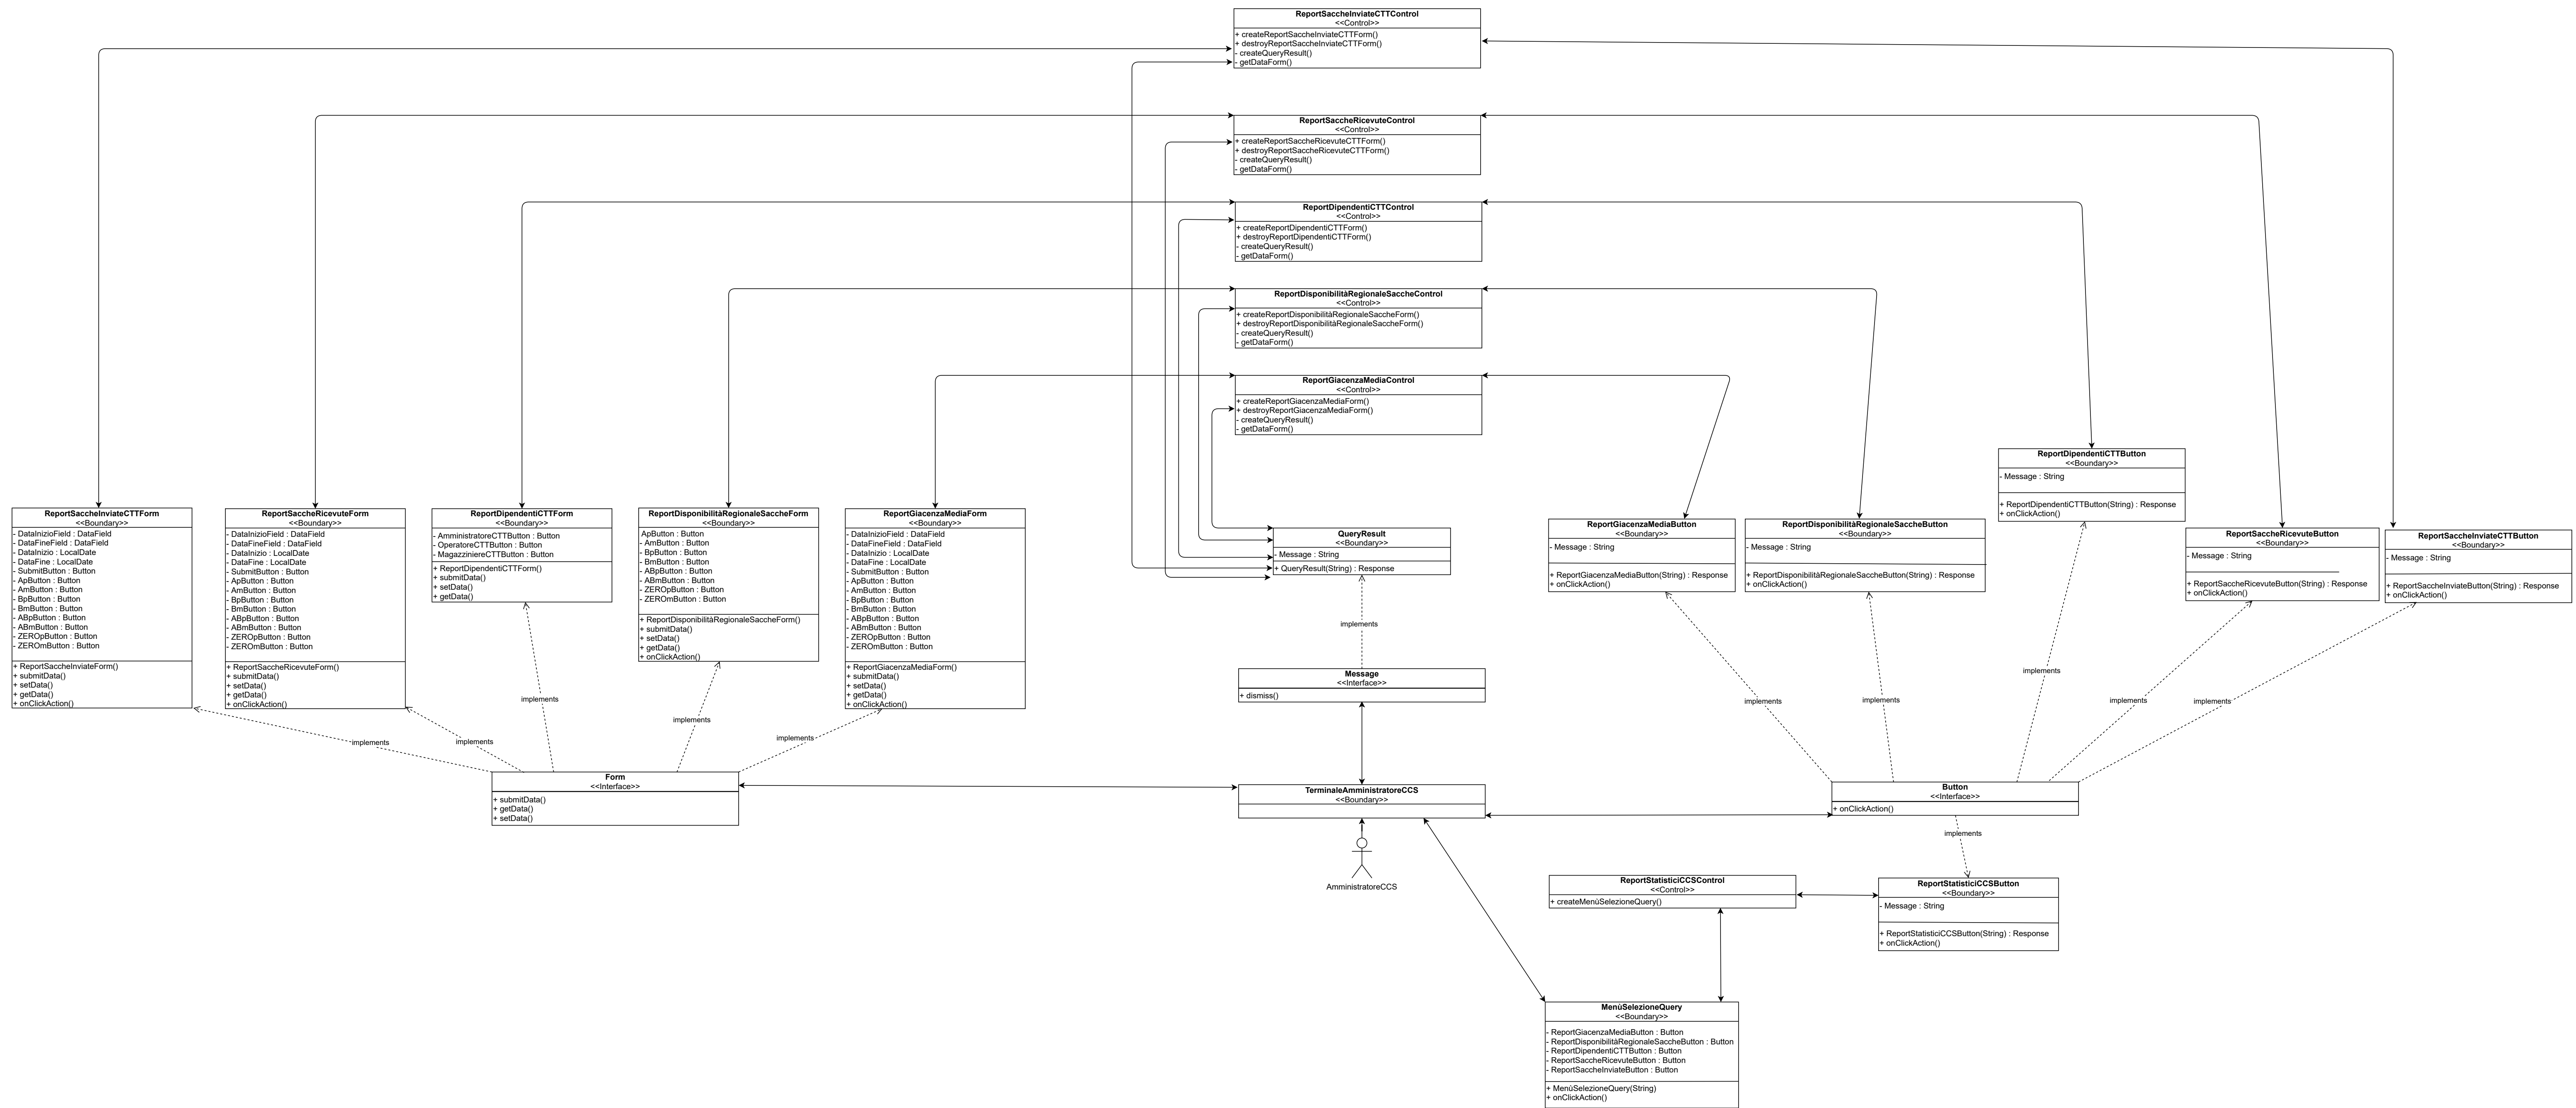 ReportSaccheInviateCTTControl
<<Control>>
+ createReportSaccheInviateCTTForm()
+ destroyReportSaccheInviateCTTForm()
- createQueryResult()
- getDataForm()
ReportSaccheRicevuteControl
<<Control>>
+ createReportSaccheRicevuteCTTForm()
+ destroyReportSaccheRicevuteCTTForm()
- createQueryResult()
- getDataForm()
ReportDipendentiCTTControl
<<Control>>
+ createReportDipendentiCTTForm()
+ destroyReportDipendentiCTTForm()
- createQueryResult()
- getDataForm()
ReportDisponibilitàRegionaleSaccheControl
<<Control>>
+ createReportDisponibilitàRegionaleSaccheForm()
+ destroyReportDisponibilitàRegionaleSaccheForm()
- createQueryResult()
- getDataForm()
ReportGiacenzaMediaControl
<<Control>>
+ createReportGiacenzaMediaForm()
+ destroyReportGiacenzaMediaForm()
- createQueryResult()
- getDataForm()
ReportSaccheInviateCTTForm
<<Boundary>>
- DataInizioField : DataField
- DataFineField : DataField
- DataInizio : LocalDate
- DataFine : LocalDate
- SubmitButton : Button
- ApButton : Button
- AmButton : Button
- BpButton : Button
- BmButton : Button
- ABpButton : Button
- ABmButton : Button
- ZEROpButton : Button
- ZEROmButton : Button
+ ReportSaccheInviateForm()
+ submitData()
+ setData()
+ getData()
+ onClickAction()
ReportSaccheRicevuteForm
<<Boundary>>
- DataInizioField : DataField
- DataFineField : DataField
- DataInizio : LocalDate
- DataFine : LocalDate
- SubmitButton : Button
- ApButton : Button
- AmButton : Button
- BpButton : Button
- BmButton : Button
- ABpButton : Button
- ABmButton : Button
- ZEROpButton : Button
- ZEROmButton : Button
+ ReportSaccheRicevuteForm()
+ submitData()
+ setData()
+ getData()
+ onClickAction()
ReportDipendentiCTTForm
<<Boundary>>
- AmministratoreCTTButton : Button
- OperatoreCTTButton : Button
- MagazziniereCTTButton : Button
+ ReportDipendentiCTTForm()
+ submitData()
+ setData()
+ getData()
ReportDisponibilitàRegionaleSaccheForm
<<Boundary>>
ApButton : Button
- AmButton : Button
- BpButton : Button
- BmButton : Button
- ABpButton : Button
- ABmButton : Button
- ZEROpButton : Button
- ZEROmButton : Button
+ ReportDisponibilitàRegionaleSaccheForm()
+ submitData()
+ setData()
+ getData()
+ onClickAction()
ReportGiacenzaMediaForm
<<Boundary>>
- DataInizioField : DataField
- DataFineField : DataField
- DataInizio : LocalDate
- DataFine : LocalDate
- SubmitButton : Button
- ApButton : Button
- AmButton : Button
- BpButton : Button
- BmButton : Button
- ABpButton : Button
- ABmButton : Button
- ZEROpButton : Button
- ZEROmButton : Button
+ ReportGiacenzaMediaForm()
+ submitData()
+ setData()
+ getData()
+ onClickAction()
QueryResult
<<Boundary>>
- Message : String
+ QueryResult(String) : Response
ReportGiacenzaMediaButton
<<Boundary>>
- Message : String
+ ReportGiacenzaMediaButton(String) : Response
+ onClickAction()
ReportDisponibilitàRegionaleSaccheButton
<<Boundary>>
- Message : String
+ ReportDisponibilitàRegionaleSaccheButton(String) : Response
+ onClickAction()
ReportDipendentiCTTButton
<<Boundary>>
- Message : String
+ ReportDipendentiCTTButton(String) : Response
+ onClickAction()
ReportSaccheRicevuteButton
<<Boundary>>
- Message : String
+ ReportSaccheRicevuteButton(String) : Response
+ onClickAction()
ReportSaccheInviateCTTButton
<<Boundary>>
- Message : String
+ ReportSaccheInviateButton(String) : Response
+ onClickAction()
implements
implements
implements
implements
implements
implements
implements
implements
implements
implements
implements
Message
<<Interface>>
+ dismiss()
Form
<<Interface>>
+ submitData()
+ getData()
+ setData()
TerminaleAmministratoreCCS
<<Boundary>>
AmministratoreCCS
Button
<<Interface>>
+ onClickAction()
implements
ReportStatisticiCCSControl
<<Control>>
+ createMenùSelezioneQuery()
ReportStatisticiCCSButton
<<Boundary>>
- Message : String
+ ReportStatisticiCCSButton(String) : Response
+ onClickAction()
MenùSelezioneQuery
<<Boundary>>
- ReportGiacenzaMediaButton : Button
- ReportDisponibilitàRegionaleSaccheButton : Button
- ReportDipendentiCTTButton : Button
- ReportSaccheRicevuteButton : Button
- ReportSaccheInviateButton : Button
+ MenùSelezioneQuery(String)
+ onClickAction()